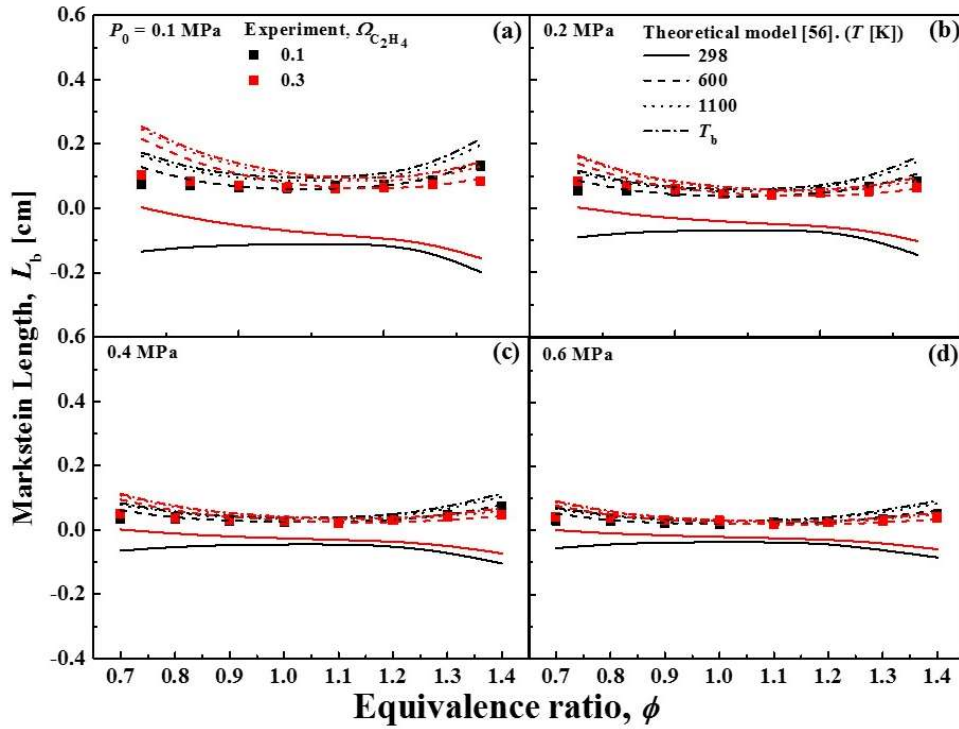 P₀ = 0.1 MPa
Experiment, Ω_C₂H₄
0.1
0.3
(a)
0.2 MPa
Theoretical model [56]. (T [K])
298
600
1100
T_b
(b)
0.6
0.4
0.2
0.0
-0.2
0.6
0.4 MPa
(c)
0.6 MPa
(d)
0.4
0.2
0.0
-0.2
-0.4
0.7 0.8 0.9 1.0 1.1 1.2 1.3 1.4
0.7 0.8 0.9 1.0 1.1 1.2 1.3 1.4
Markstein Length, L_b [cm]
Equivalence ratio, ϕ